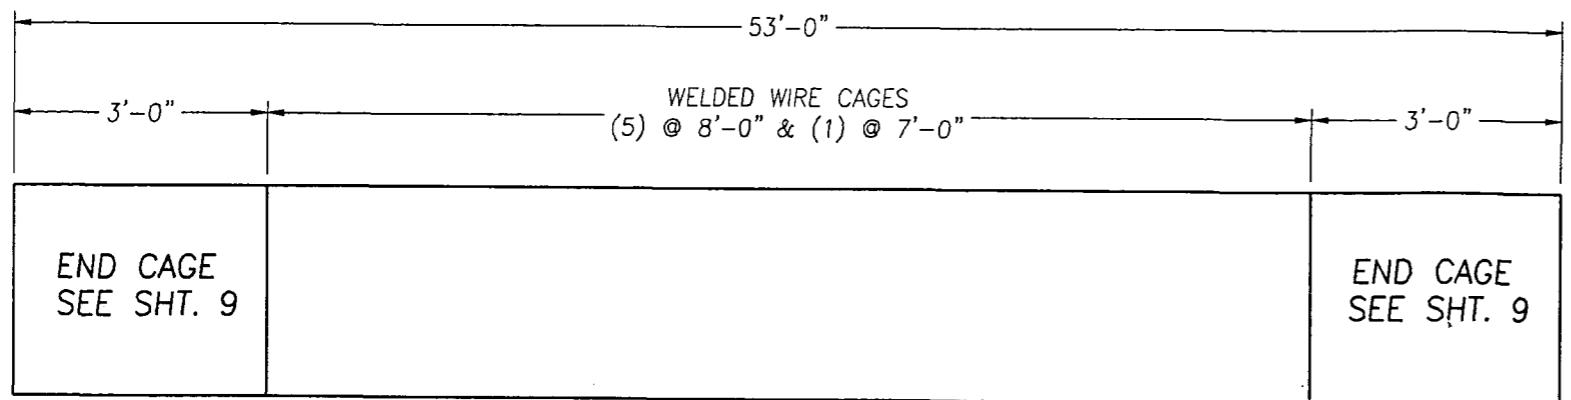 53'-0"
WELDED WIRE CAGES
3'-0"
(5) @ 8'-0" & (1) @ 7'-0"
3'-0"
END CAGE
SEE SHT. 9
END CAGE
SEE SHT. 9